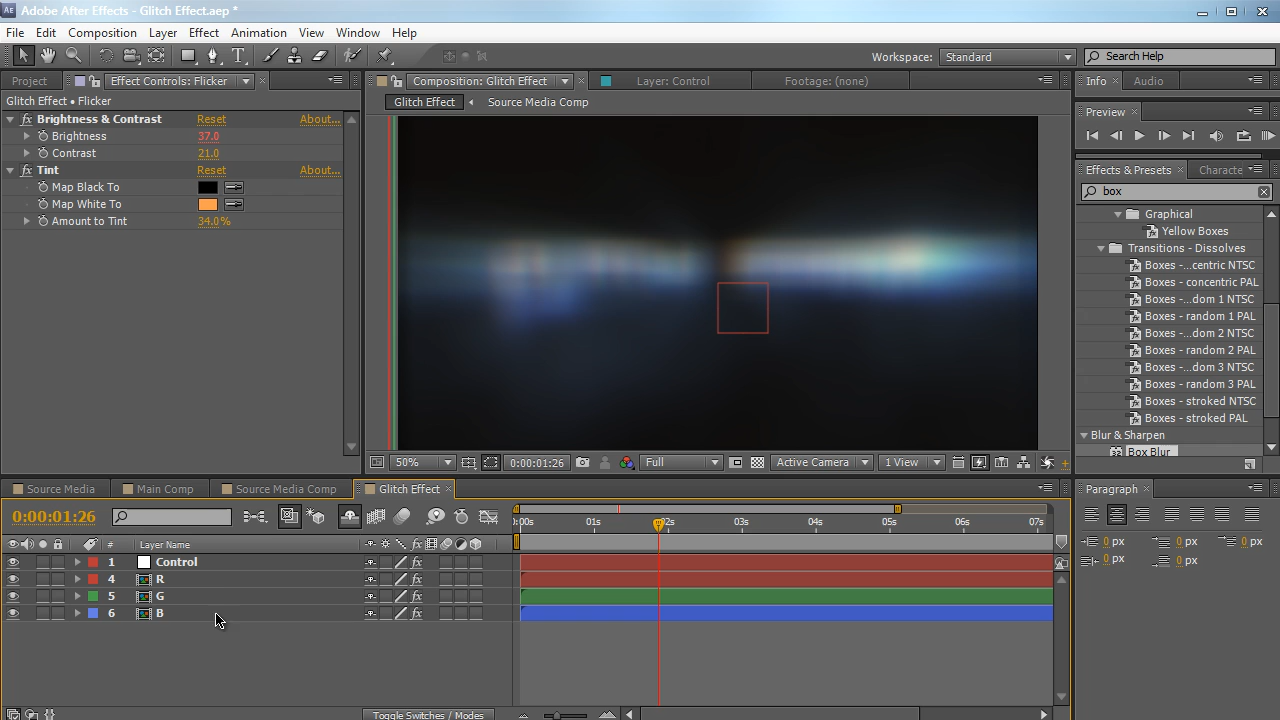 Adobe After Effects - Glitch Effect.aep *
File Edit Composition Layer Effect Animation View Window Help
Workspace: Standard
Search Help
Project
Effect Controls: Flicker
Composition: Glitch Effect
Layer: Control
Footage: (none)
Info
Audio
Glitch Effect • Flicker
Glitch Effect
Source Media Comp
Preview
fx Brightness & Contrast Reset About...
Brightness 37.0
Contrast 21.0
fx Tint Reset About...
Map Black To
Map White To
Amount to Tint 34.0%
Effects & Presets
Characte
box
Graphical
Yellow Boxes
Transitions - Dissolves
Boxes -...centric NTSC
Boxes - concentric PAL
Boxes -...dom 1 NTSC
Boxes - random 1 PAL
Boxes -...dom 2 NTSC
Boxes - random 2 PAL
Boxes -...dom 3 NTSC
Boxes - random 3 PAL
Boxes - stroked NTSC
Boxes - stroked PAL
Blur & Sharpen
Box Blur
50%
0:00:01:26
Full
Active Camera
1 View
Source Media
Main Comp
Source Media Comp
Glitch Effect
Paragraph
0:00:01:26
:00s 01s 02s 03s 04s 05s 06s 07s
# Layer Name
1 Control fx
4 R fx
5 G fx
6 B fx
0 px 0 px 0 px
0 px 0 px
Toggle Switches / Modes